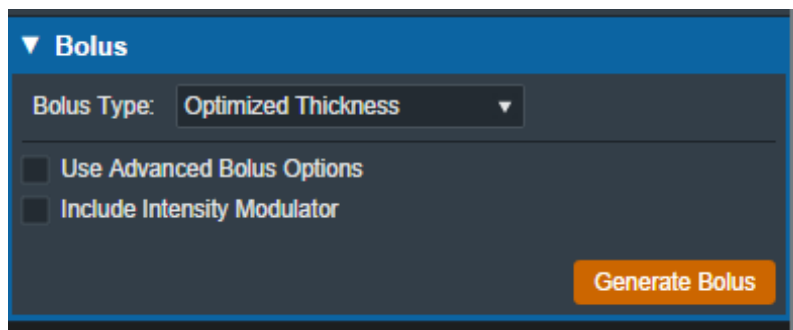 Bolus
Bolus Type: Optimized Thickness
Use Advanced Bolus Options
Include Intensity Modulator
Generate Bolus